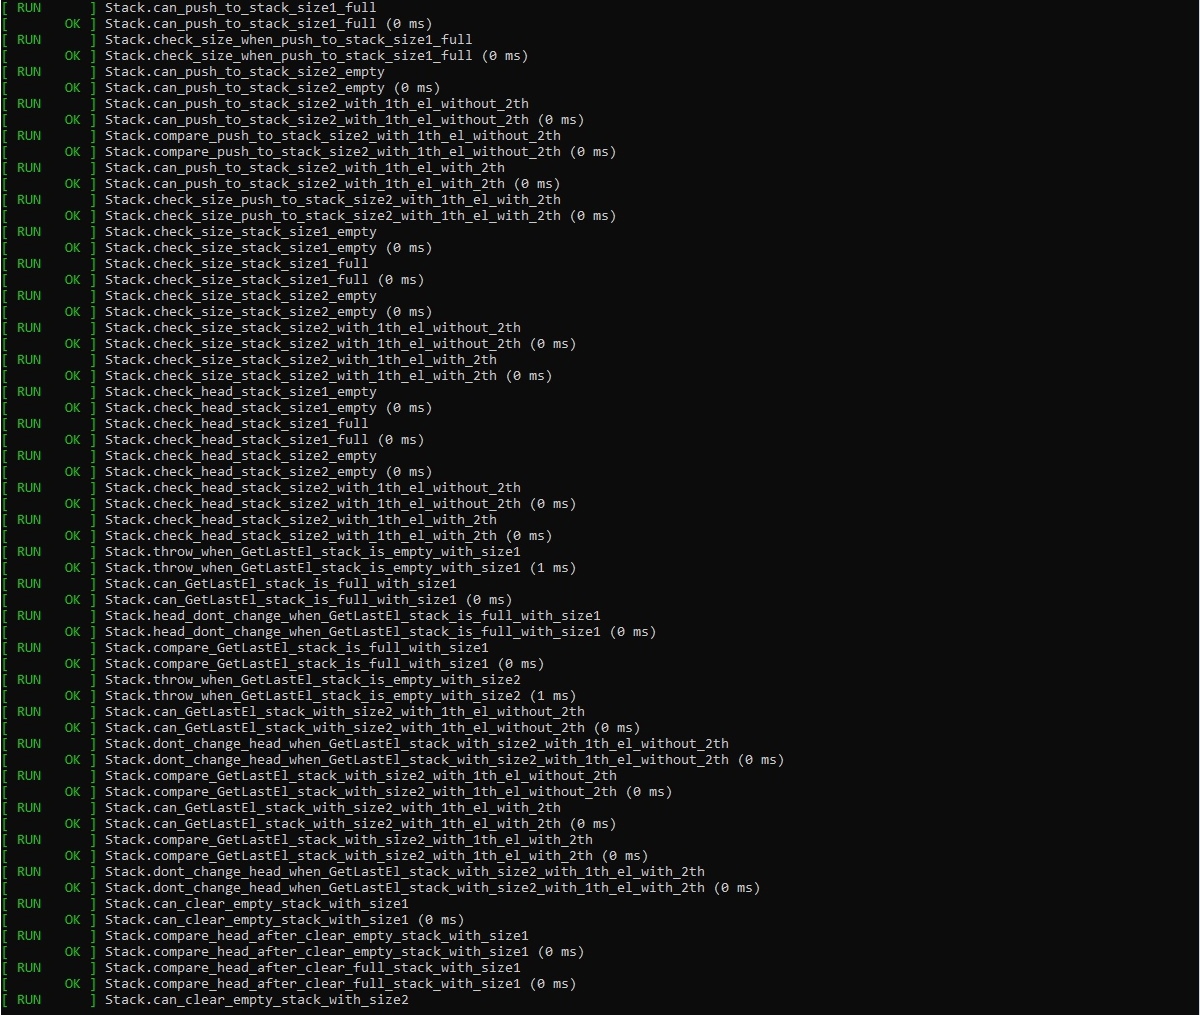 [ RUN      ] Stack.can_push_to_stack_size1_full
[       OK ] Stack.can_push_to_stack_size1_full (0 ms)
[ RUN      ] Stack.check_size_when_push_to_stack_size1_full
[       OK ] Stack.check_size_when_push_to_stack_size1_full (0 ms)
[ RUN      ] Stack.can_push_to_stack_size2_empty
[       OK ] Stack.can_push_to_stack_size2_empty (0 ms)
[ RUN      ] Stack.can_push_to_stack_size2_with_1th_el_without_2th
[       OK ] Stack.can_push_to_stack_size2_with_1th_el_without_2th (0 ms)
[ RUN      ] Stack.compare_push_to_stack_size2_with_1th_el_without_2th
[       OK ] Stack.compare_push_to_stack_size2_with_1th_el_without_2th (0 ms)
[ RUN      ] Stack.can_push_to_stack_size2_with_1th_el_with_2th
[       OK ] Stack.can_push_to_stack_size2_with_1th_el_with_2th (0 ms)
[ RUN      ] Stack.check_size_push_to_stack_size2_with_1th_el_with_2th
[       OK ] Stack.check_size_push_to_stack_size2_with_1th_el_with_2th (0 ms)
[ RUN      ] Stack.check_size_stack_size1_empty
[       OK ] Stack.check_size_stack_size1_empty (0 ms)
[ RUN      ] Stack.check_size_stack_size1_full
[       OK ] Stack.check_size_stack_size1_full (0 ms)
[ RUN      ] Stack.check_size_stack_size2_empty
[       OK ] Stack.check_size_stack_size2_empty (0 ms)
[ RUN      ] Stack.check_size_stack_size2_with_1th_el_without_2th
[       OK ] Stack.check_size_stack_size2_with_1th_el_without_2th (0 ms)
[ RUN      ] Stack.check_size_stack_size2_with_1th_el_with_2th
[       OK ] Stack.check_size_stack_size2_with_1th_el_with_2th (0 ms)
[ RUN      ] Stack.check_head_stack_size1_empty
[       OK ] Stack.check_head_stack_size1_empty (0 ms)
[ RUN      ] Stack.check_head_stack_size1_full
[       OK ] Stack.check_head_stack_size1_full (0 ms)
[ RUN      ] Stack.check_head_stack_size2_empty
[       OK ] Stack.check_head_stack_size2_empty (0 ms)
[ RUN      ] Stack.check_head_stack_size2_with_1th_el_without_2th
[       OK ] Stack.check_head_stack_size2_with_1th_el_without_2th (0 ms)
[ RUN      ] Stack.check_head_stack_size2_with_1th_el_with_2th
[       OK ] Stack.check_head_stack_size2_with_1th_el_with_2th (0 ms)
[ RUN      ] Stack.throw_when_GetLastEl_stack_is_empty_with_size1
[       OK ] Stack.throw_when_GetLastEl_stack_is_empty_with_size1 (1 ms)
[ RUN      ] Stack.can_GetLastEl_stack_is_full_with_size1
[       OK ] Stack.can_GetLastEl_stack_is_full_with_size1 (0 ms)
[ RUN      ] Stack.head_dont_change_when_GetLastEl_stack_is_full_with_size1
[       OK ] Stack.head_dont_change_when_GetLastEl_stack_is_full_with_size1 (0 ms)
[ RUN      ] Stack.compare_GetLastEl_stack_is_full_with_size1
[       OK ] Stack.compare_GetLastEl_stack_is_full_with_size1 (0 ms)
[ RUN      ] Stack.throw_when_GetLastEl_stack_is_empty_with_size2
[       OK ] Stack.throw_when_GetLastEl_stack_is_empty_with_size2 (1 ms)
[ RUN      ] Stack.can_GetLastEl_stack_with_size2_with_1th_el_without_2th
[       OK ] Stack.can_GetLastEl_stack_with_size2_with_1th_el_without_2th (0 ms)
[ RUN      ] Stack.dont_change_head_when_GetLastEl_stack_with_size2_with_1th_el_without_2th
[       OK ] Stack.dont_change_head_when_GetLastEl_stack_with_size2_with_1th_el_without_2th (0 ms)
[ RUN      ] Stack.compare_GetLastEl_stack_with_size2_with_1th_el_without_2th
[       OK ] Stack.compare_GetLastEl_stack_with_size2_with_1th_el_without_2th (0 ms)
[ RUN      ] Stack.can_GetLastEl_stack_with_size2_with_1th_el_with_2th
[       OK ] Stack.can_GetLastEl_stack_with_size2_with_1th_el_with_2th (0 ms)
[ RUN      ] Stack.compare_GetLastEl_stack_with_size2_with_1th_el_with_2th
[       OK ] Stack.compare_GetLastEl_stack_with_size2_with_1th_el_with_2th (0 ms)
[ RUN      ] Stack.dont_change_head_when_GetLastEl_stack_with_size2_with_1th_el_with_2th
[       OK ] Stack.dont_change_head_when_GetLastEl_stack_with_size2_with_1th_el_with_2th (0 ms)
[ RUN      ] Stack.can_clear_empty_stack_with_size1
[       OK ] Stack.can_clear_empty_stack_with_size1 (0 ms)
[ RUN      ] Stack.compare_head_after_clear_empty_stack_with_size1
[       OK ] Stack.compare_head_after_clear_empty_stack_with_size1 (0 ms)
[ RUN      ] Stack.compare_head_after_clear_full_stack_with_size1
[       OK ] Stack.compare_head_after_clear_full_stack_with_size1 (0 ms)
[ RUN      ] Stack.can_clear_empty_stack_with_size2